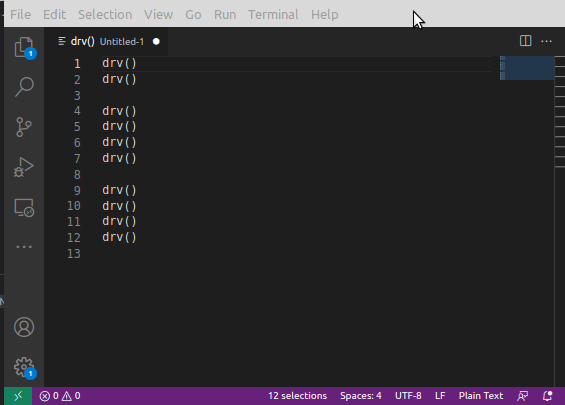 File Edit Selection View Go Run Terminal Help
drv() Untitled-1
1 drv()
2 drv()
3
4 drv()
5 drv()
6 drv()
7 drv()
8
9 drv()
10 drv()
11 drv()
12 drv()
13
1
1
0 0 12 selections Spaces: 4 UTF-8 LF Plain Text